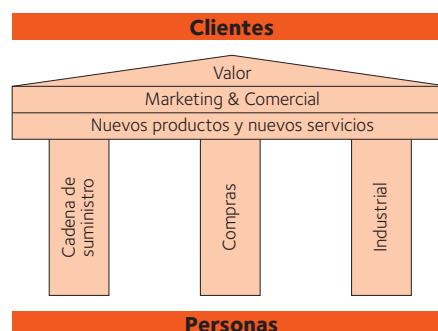 Clientes
Valor
Marketing & Comercial
Nuevos productos y nuevos servicios
Cadena de
suministro
Compras
Industrial
Personas